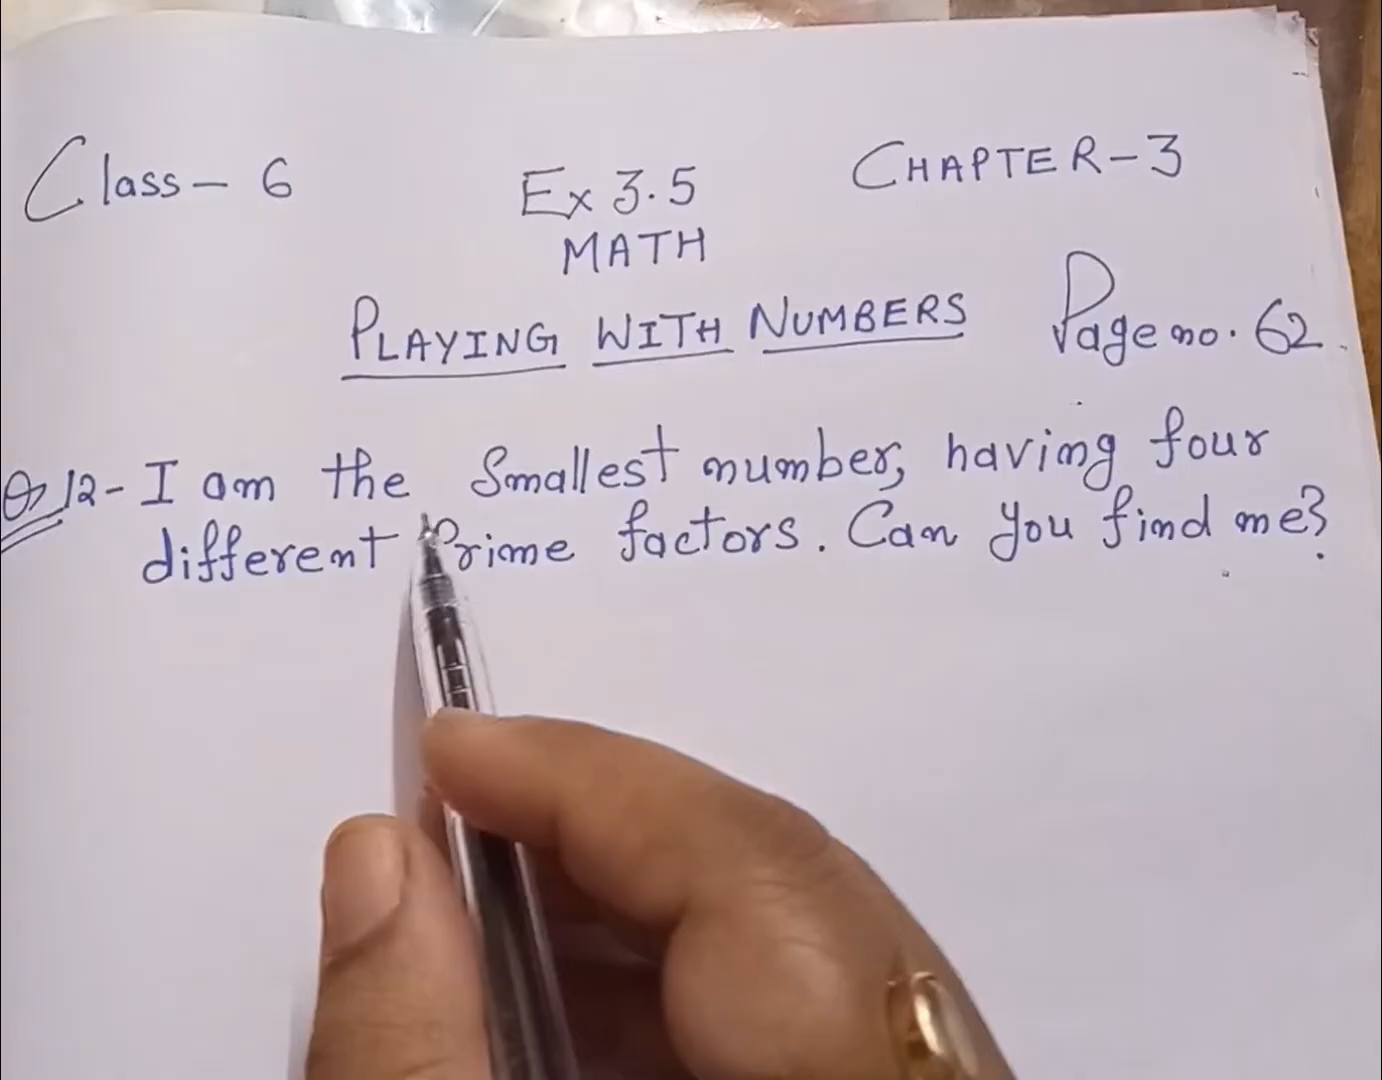 Class - 6 Ex 3.5 CHAPTER - 3
MATH
PLAYING WITH NUMBERS Page no. 62.
Q 12 - I am the Smallest number, having four
different Prime factors. Can you find me?